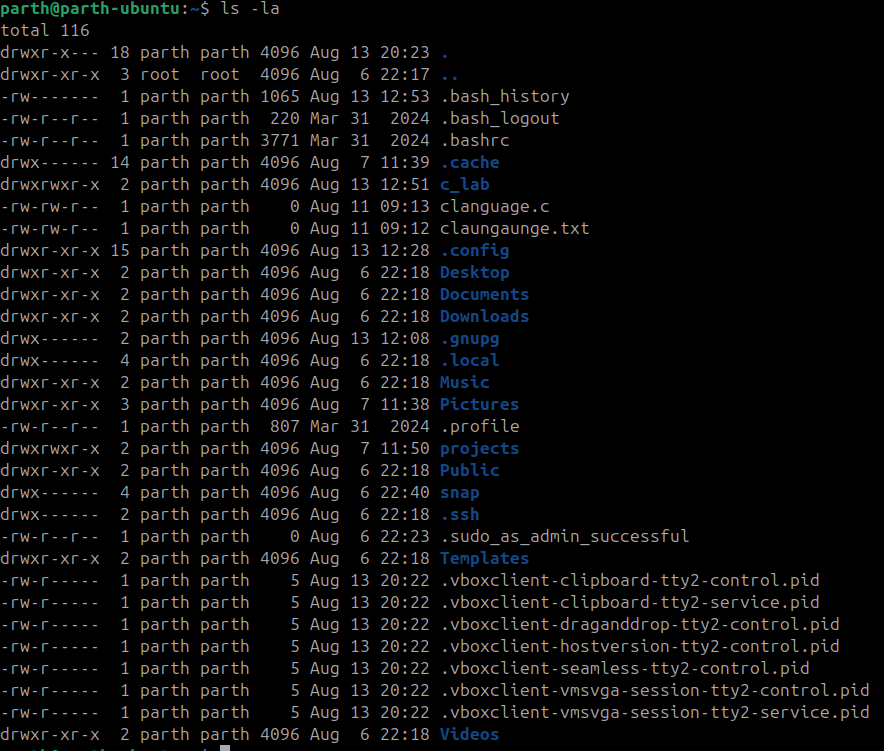 parth@parth-ubuntu:~$ ls -la
total 116
drwxr-x--- 18 parth parth 4096 Aug 13 20:23 .
drwxr-xr-x  3 root  root  4096 Aug  6 22:17 ..
-rw-------  1 parth parth 1065 Aug 13 12:53 .bash_history
-rw-r--r--  1 parth parth  220 Mar 31  2024 .bash_logout
-rw-r--r--  1 parth parth 3771 Mar 31  2024 .bashrc
drwx------ 14 parth parth 4096 Aug  7 11:39 .cache
drwxrwxr-x  2 parth parth 4096 Aug 13 12:51 c_lab
-rw-rw-r--  1 parth parth    0 Aug 11 09:13 clanguage.c
-rw-rw-r--  1 parth parth    0 Aug 11 09:12 claungaunge.txt
drwxr-xr-x 15 parth parth 4096 Aug 13 12:28 .config
drwxr-xr-x  2 parth parth 4096 Aug  6 22:18 Desktop
drwxr-xr-x  2 parth parth 4096 Aug  6 22:18 Documents
drwxr-xr-x  2 parth parth 4096 Aug  6 22:18 Downloads
drwx------  2 parth parth 4096 Aug 13 12:08 .gnupg
drwx------  4 parth parth 4096 Aug  6 22:18 .local
drwxr-xr-x  2 parth parth 4096 Aug  6 22:18 Music
drwxr-xr-x  3 parth parth 4096 Aug  7 11:38 Pictures
-rw-r--r--  1 parth parth  807 Mar 31  2024 .profile
drwxrwxr-x  2 parth parth 4096 Aug  7 11:50 projects
drwxr-xr-x  2 parth parth 4096 Aug  6 22:18 Public
drwx------  4 parth parth 4096 Aug  6 22:40 snap
drwx------  2 parth parth 4096 Aug  6 22:18 .ssh
-rw-r--r--  1 parth parth    0 Aug  6 22:23 .sudo_as_admin_successful
drwxr-xr-x  2 parth parth 4096 Aug  6 22:18 Templates
-rw-r-----  1 parth parth    5 Aug 13 20:22 .vboxclient-clipboard-tty2-control.pid
-rw-r-----  1 parth parth    5 Aug 13 20:22 .vboxclient-clipboard-tty2-service.pid
-rw-r-----  1 parth parth    5 Aug 13 20:22 .vboxclient-draganddrop-tty2-control.pid
-rw-r-----  1 parth parth    5 Aug 13 20:22 .vboxclient-hostversion-tty2-control.pid
-rw-r-----  1 parth parth    5 Aug 13 20:22 .vboxclient-seamless-tty2-control.pid
-rw-r-----  1 parth parth    5 Aug 13 20:22 .vboxclient-vmsvga-session-tty2-control.pid
-rw-r-----  1 parth parth    5 Aug 13 20:22 .vboxclient-vmsvga-session-tty2-service.pid
drwxr-xr-x  2 parth parth 4096 Aug  6 22:18 Videos